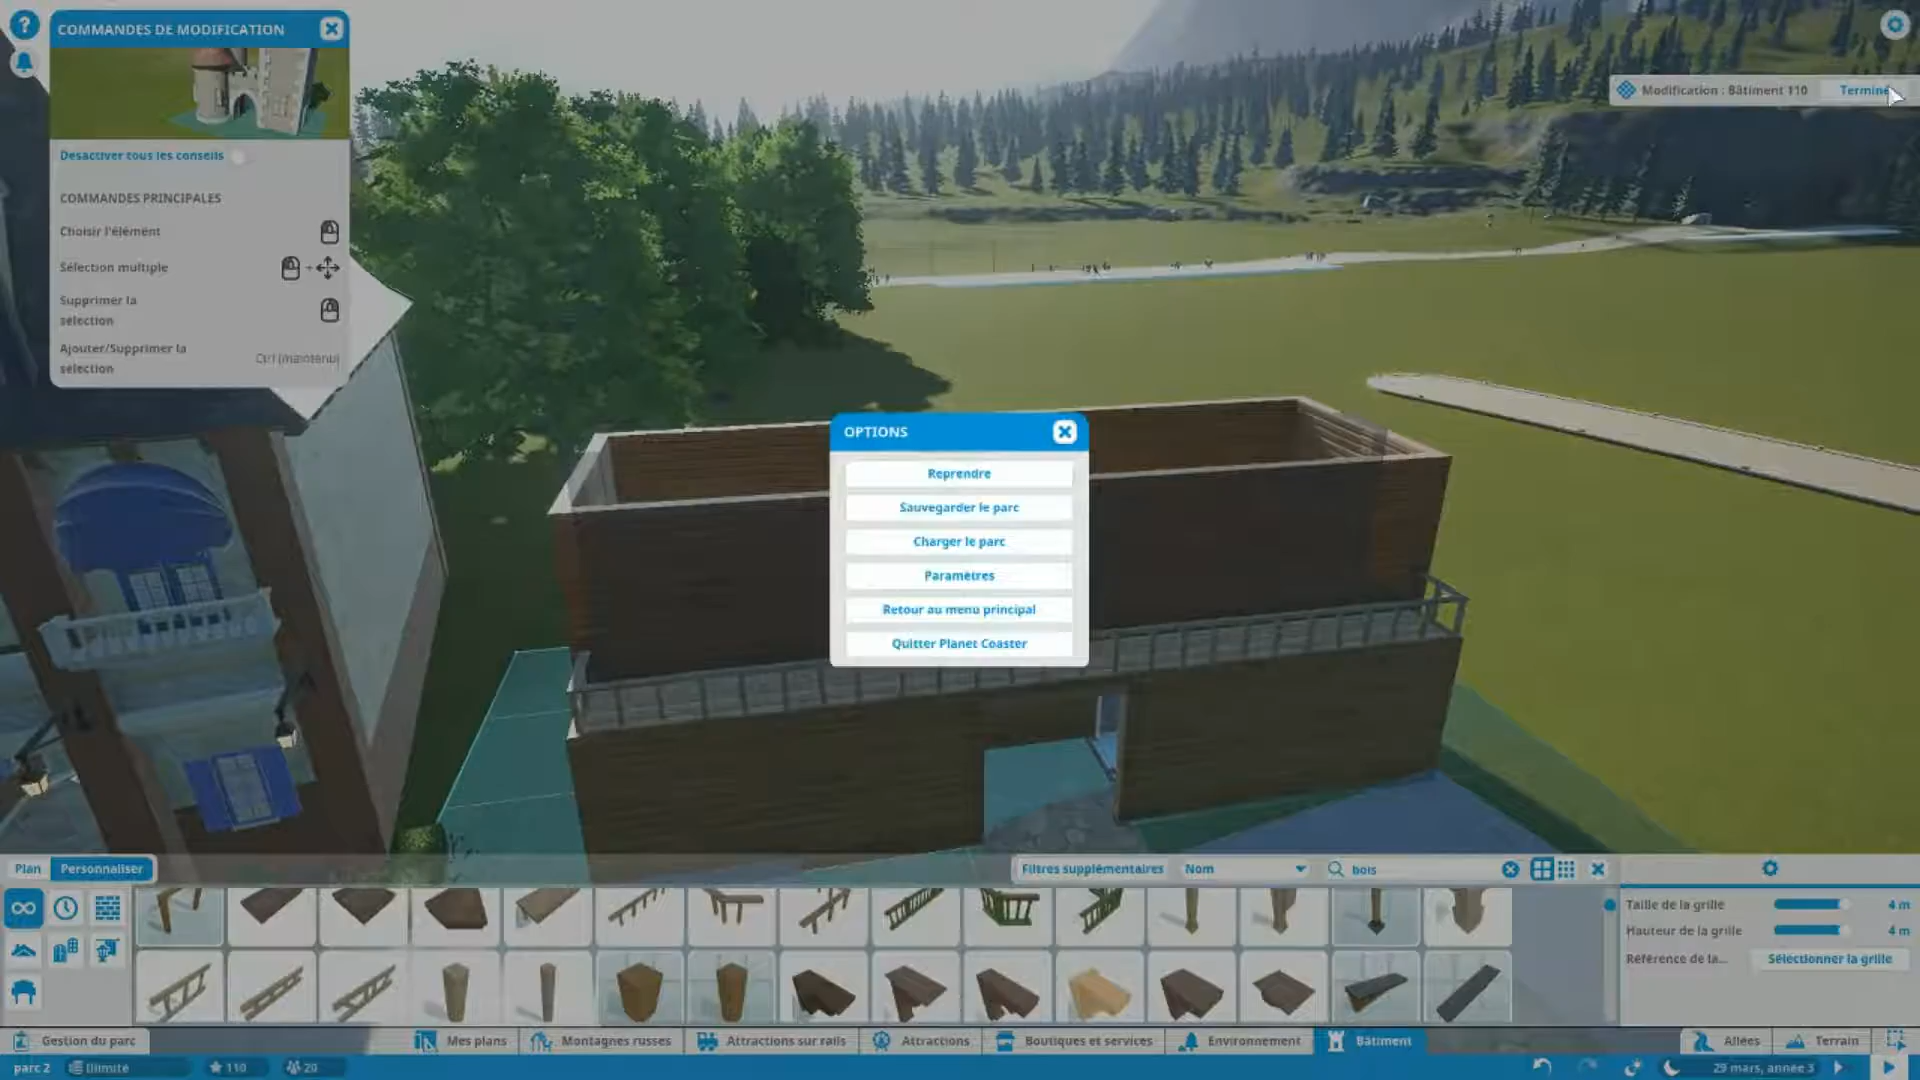 COMMANDES DE MODIFICATION
Desactiver tous les conseils
COMMANDES PRINCIPALES
Choisir l'élément
Sélection multiple
Supprimer la
sélection
Ajouter/Supprimer la
sélection
Ctrl (maintenu)
Modification : Bâtiment 110
Terminé
OPTIONS
Reprendre
Sauvegarder le parc
Charger le parc
Paramètres
Retour au menu principal
Quitter Planet Coaster
Plan
Personnaliser
Filtres supplémentaires
Nom
bois
Taille de la grille
4 m
Hauteur de la grille
4 m
Référence de la...
Sélectionner la grille
Gestion du parc
Mes plans
Montagnes russes
Attractions sur rails
Attractions
Boutiques et services
Environnement
Bâtiment
Allées
Terrain
parc 2
Illimité
110
20
29 mars, année 3